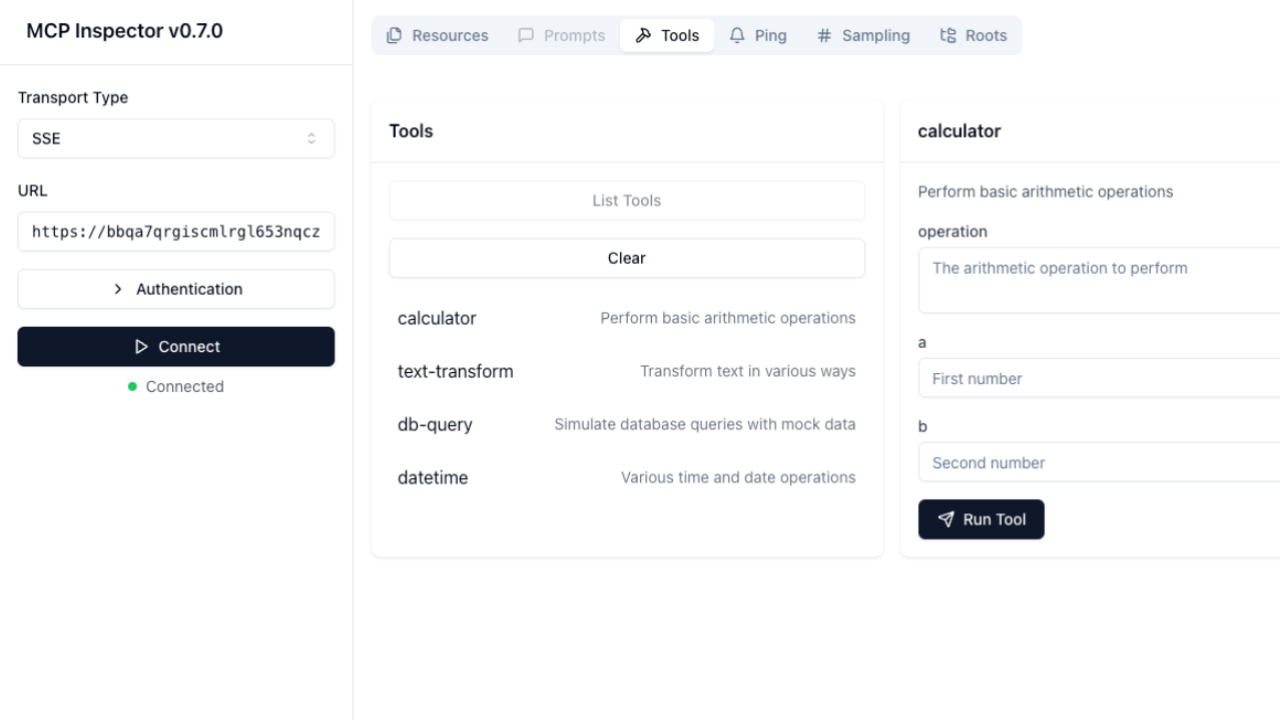 MCP Inspector v0.7.0
Transport Type
SSE
URL
https://bbqa7qrgiscmlrgl653nqcz
Authentication
Connect
Connected
Resources Prompts Tools Ping Sampling Roots
Tools
List Tools
Clear
calculator Perform basic arithmetic operations
text-transform Transform text in various ways
db-query Simulate database queries with mock data
datetime Various time and date operations
calculator
Perform basic arithmetic operations
operation
The arithmetic operation to perform
a
First number
b
Second number
Run Tool